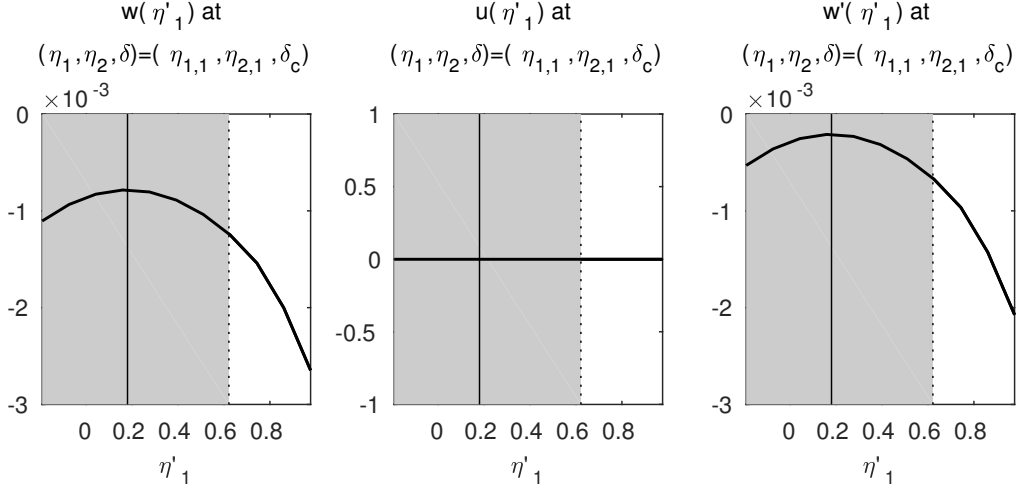 w( η'1) at
(η1,η2,δ)=( η1,1,η2,1,δc)
×10-3
0
-1
-2
-3
0 0.2 0.4 0.6 0.8
η'1
u( η'1) at
(η1,η2,δ)=( η1,1,η2,1,δc)
1
0.5
0
-0.5
-1
0 0.2 0.4 0.6 0.8
η'1
w'( η'1) at
(η1,η2,δ)=( η1,1,η2,1,δc)
×10-3
0
-1
-2
-3
0 0.2 0.4 0.6 0.8
η'1